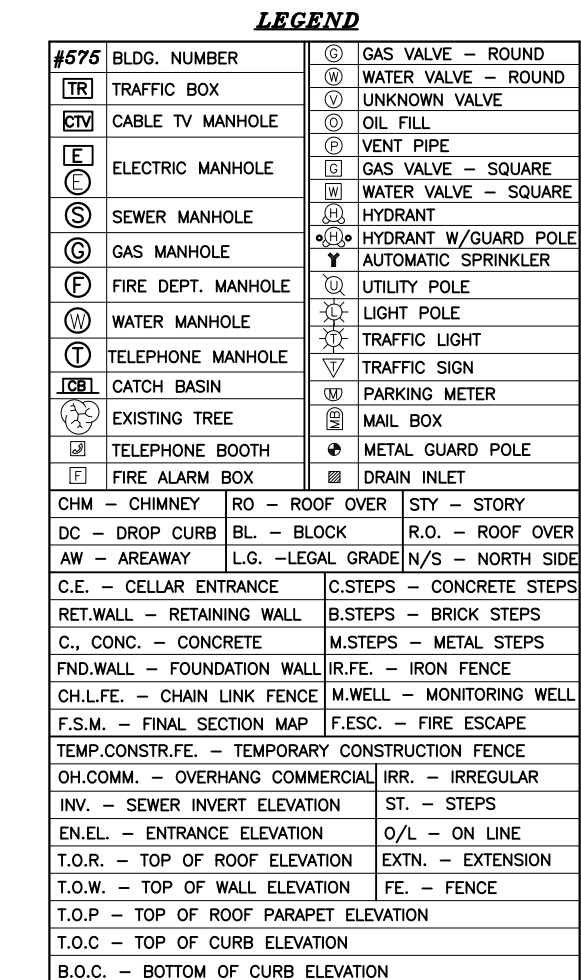 LEGEND
#575 BLDG. NUMBER
TR TRAFFIC BOX
CTV CABLE TV MANHOLE
E
E ELECTRIC MANHOLE
S SEWER MANHOLE
G GAS MANHOLE
F FIRE DEPT. MANHOLE
W WATER MANHOLE
T TELEPHONE MANHOLE
CB CATCH BASIN
EXISTING TREE
TELEPHONE BOOTH
F FIRE ALARM BOX
G GAS VALVE – ROUND
W WATER VALVE – ROUND
V UNKNOWN VALVE
O OIL FILL
P VENT PIPE
G GAS VALVE – SQUARE
W WATER VALVE – SQUARE
H HYDRANT
H HYDRANT W/GUARD POLE
AUTOMATIC SPRINKLER
U UTILITY POLE
L LIGHT POLE
T TRAFFIC LIGHT
T TRAFFIC SIGN
M PARKING METER
MB MAIL BOX
METAL GUARD POLE
DRAIN INLET
CHM – CHIMNEY RO – ROOF OVER STY – STORY
DC – DROP CURB BL. – BLOCK R.O. – ROOF OVER
AW – AREAWAY L.G. –LEGAL GRADE N/S – NORTH SIDE
C.E. – CELLAR ENTRANCE C.STEPS – CONCRETE STEPS
RET.WALL – RETAINING WALL B.STEPS – BRICK STEPS
C., CONC. – CONCRETE M.STEPS – METAL STEPS
FND.WALL – FOUNDATION WALL IR.FE. – IRON FENCE
CH.L.FE. – CHAIN LINK FENCE M.WELL – MONITORING WELL
F.S.M. – FINAL SECTION MAP F.ESC. – FIRE ESCAPE
TEMP.CONSTR.FE. – TEMPORARY CONSTRUCTION FENCE
OH.COMM. – OVERHANG COMMERCIAL IRR. – IRREGULAR
INV. – SEWER INVERT ELEVATION ST. – STEPS
EN.EL. – ENTRANCE ELEVATION O/L – ON LINE
T.O.R. – TOP OF ROOF ELEVATION EXTN. – EXTENSION
T.O.W. – TOP OF WALL ELEVATION FE. – FENCE
T.O.P – TOP OF ROOF PARAPET ELEVATION
T.O.C – TOP OF CURB ELEVATION
B.O.C. – BOTTOM OF CURB ELEVATION